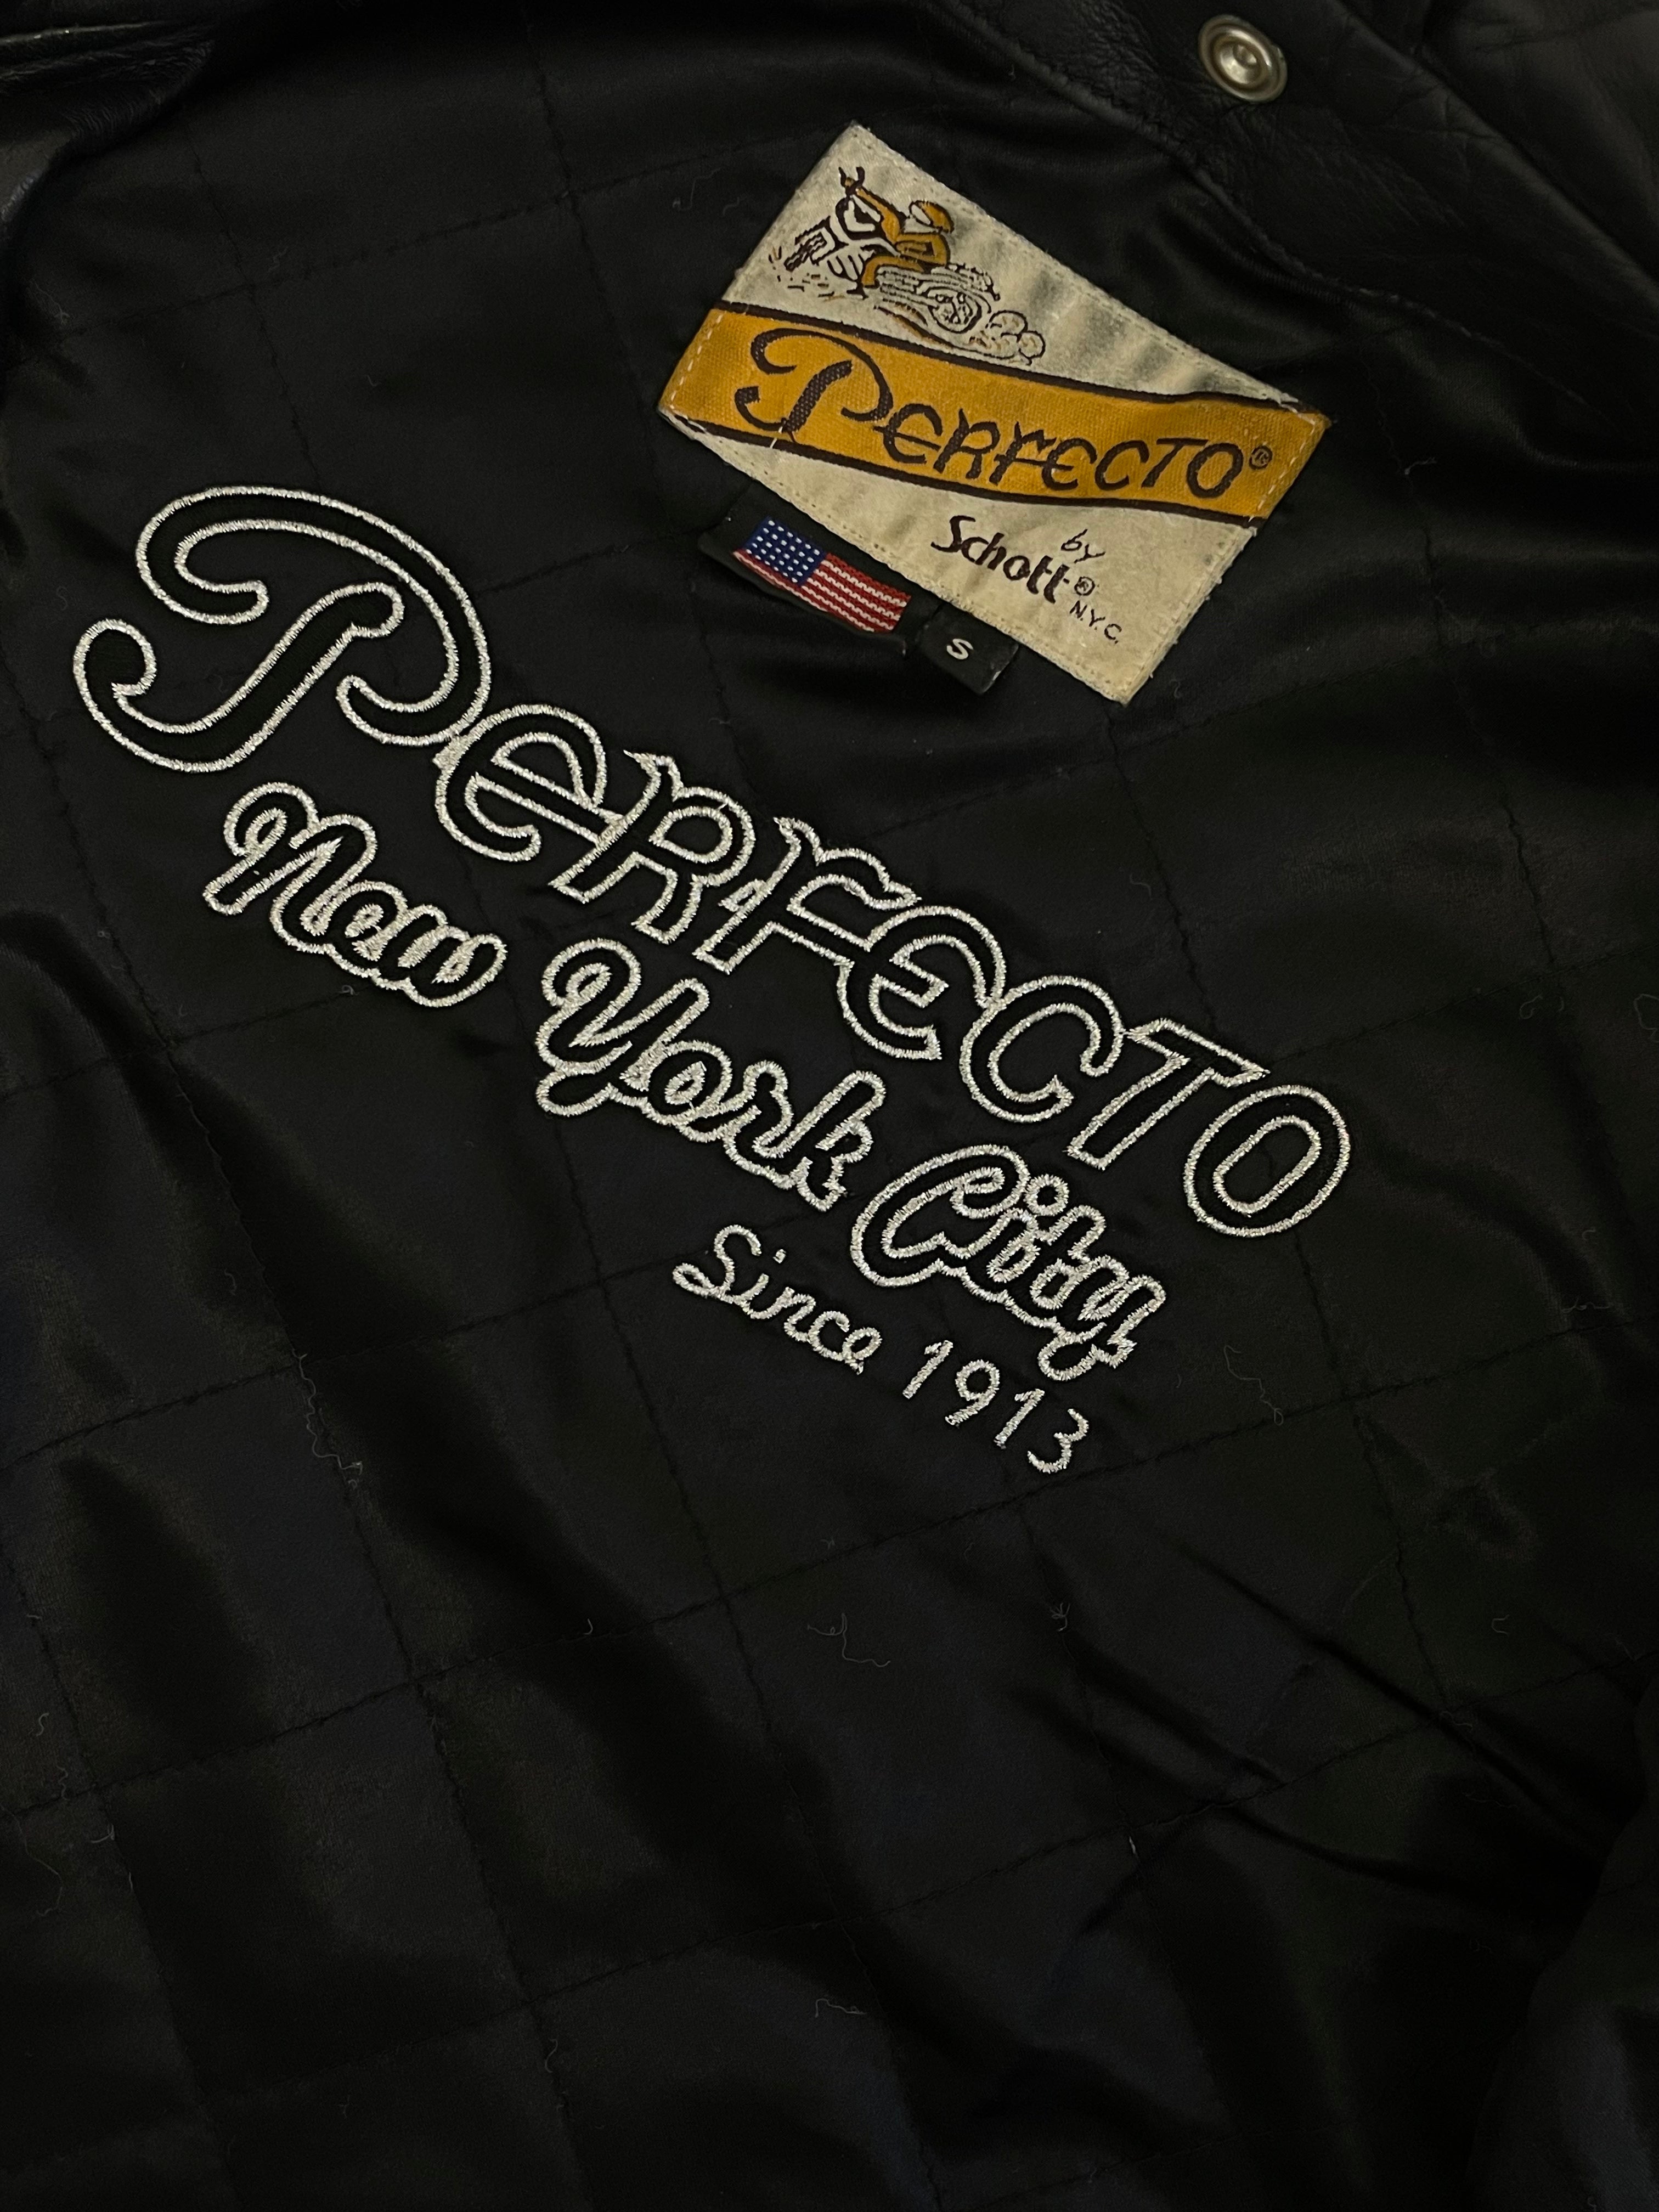 PERFECTO®
by
Schott®
N.Y.C.
S
PERFECTO
New York City
Since 1913